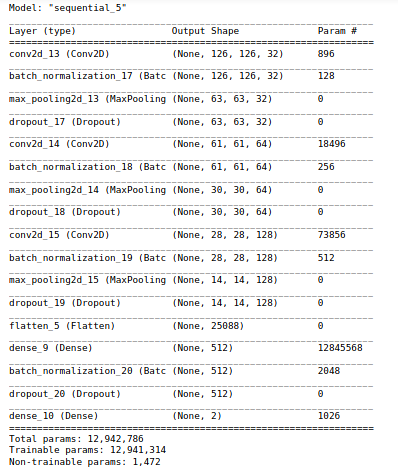 Model: "sequential_5"
Layer (type) Output Shape Param #
conv2d_13 (Conv2D) (None, 126, 126, 32) 896
batch_normalization_17 (Batc (None, 126, 126, 32) 128
max_pooling2d_13 (MaxPooling (None, 63, 63, 32) 0
dropout_17 (Dropout) (None, 63, 63, 32) 0
conv2d_14 (Conv2D) (None, 61, 61, 64) 18496
batch_normalization_18 (Batc (None, 61, 61, 64) 256
max_pooling2d_14 (MaxPooling (None, 30, 30, 64) 0
dropout_18 (Dropout) (None, 30, 30, 64) 0
conv2d_15 (Conv2D) (None, 28, 28, 128) 73856
batch_normalization_19 (Batc (None, 28, 28, 128) 512
max_pooling2d_15 (MaxPooling (None, 14, 14, 128) 0
dropout_19 (Dropout) (None, 14, 14, 128) 0
flatten_5 (Flatten) (None, 25088) 0
dense_9 (Dense) (None, 512) 12845568
batch_normalization_20 (Batc (None, 512) 2048
dropout_20 (Dropout) (None, 512) 0
dense_10 (Dense) (None, 2) 1026
Total params: 12,942,786
Trainable params: 12,941,314
Non-trainable params: 1,472